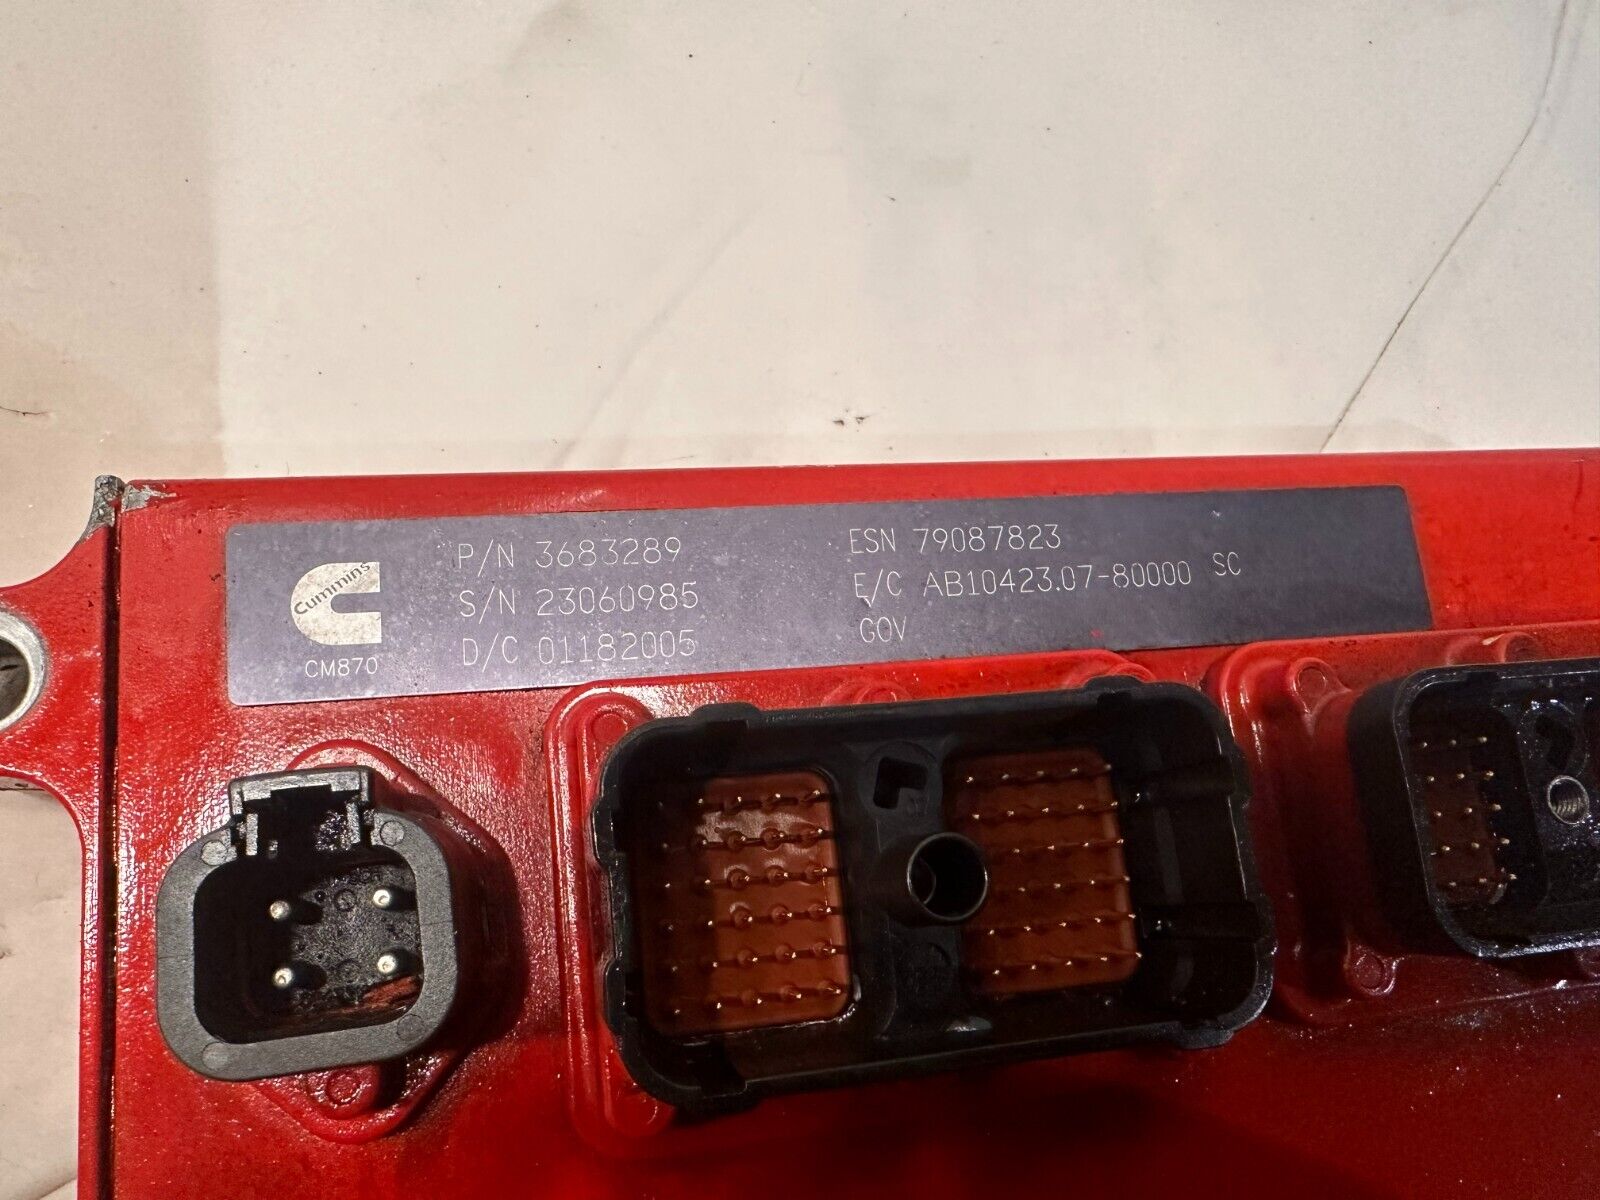 Cummins
CM870
P/N 3683289
S/N 23060985
D/C 01182005
ESN 79087823
E/C AB10423.07-80000 SC
GOV